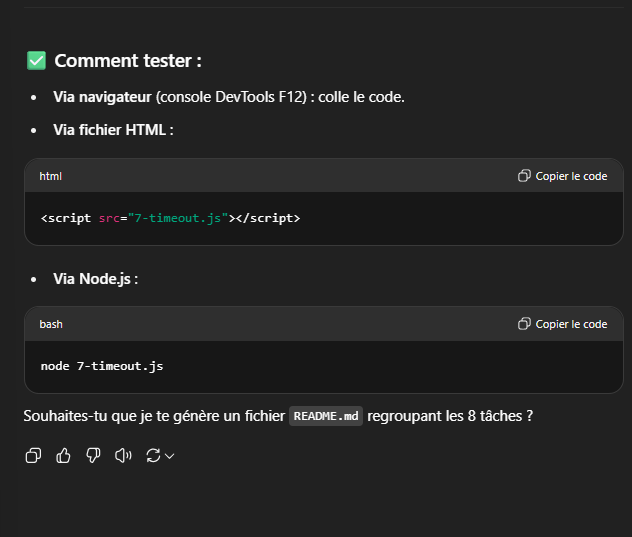 ✅ Comment tester :
• Via navigateur (console DevTools F12) : colle le code.
• Via fichier HTML :
html Copier le code
<script src="7-timeout.js"></script>
• Via Node.js :
bash Copier le code
node 7-timeout.js
Souhaites-tu que je te génère un fichier README.md regroupant les 8 tâches ?